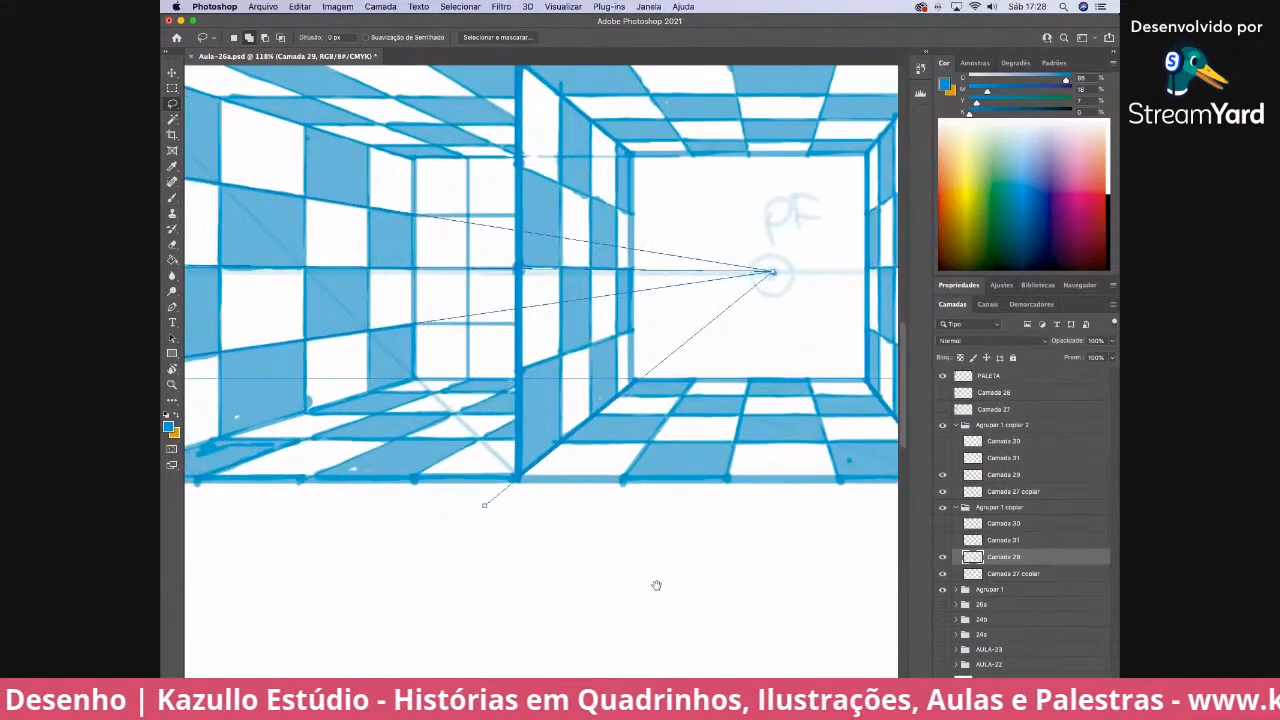 Photoshop Arquivo Editar Imagem Camada Texto Selecionar Filtro 3D Visualizar Plug-ins Janela Ajuda Sáb 17:28
Adobe Photoshop 2021
Difusão: 0 px Suavização de Serrilhado Selecionar e mascarar...
× Aula-26a.psd @ 118% (Camada 29, RGB/8#/CMYK) *
Cor Amostras Degradês Padrões
C 95 %
M 16 %
Y 7 %
K 0 %
PF
Propriedades Ajustes Bibliotecas Navegador
Camadas Canais Demarcadores
Tipo
Normal Opacidade: 100%
Bloq.: Preen.: 100%
PALETA
Camada 28
Camada 27
Agrupar 1 copiar 2
Camada 30
Camada 31
Camada 29
Camada 27 copiar
Agrupar 1 copiar
Camada 30
Camada 31
Camada 29
Camada 27 copiar
Agrupar 1
26a
24b
24a
AULA-23
AULA-22
Desenvolvido por
StreamYard
Desenho | Kazullo Estúdio - Histórias em Quadrinhos, Ilustrações, Aulas e Palestras - www.k